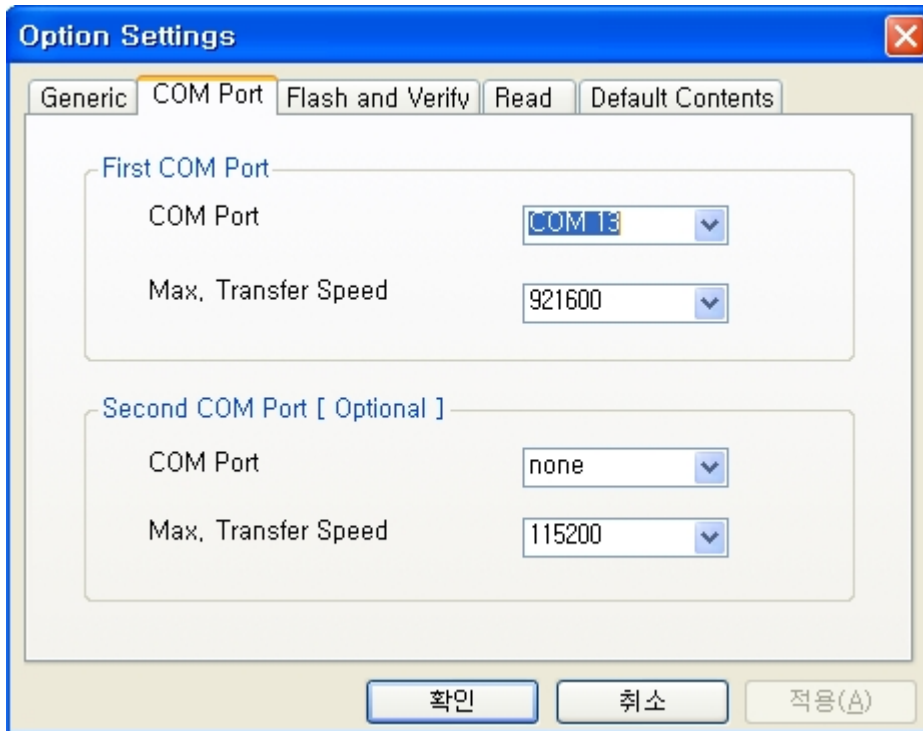 Option Settings
Generic COM Port Flash and Verify Read Default Contents
First COM Port
COM Port COM 13
Max. Transfer Speed 921600
Second COM Port [ Optional ]
COM Port none
Max. Transfer Speed 115200
확인 취소 적용(A)